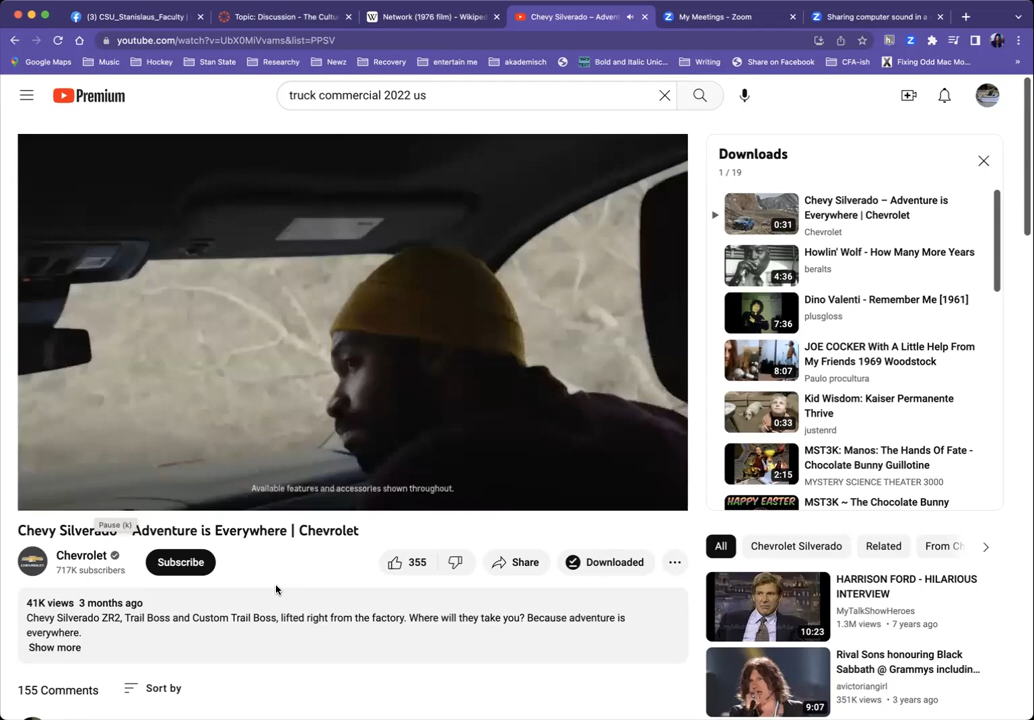 CSU_Stanislaus_Faculty |
Topic: Discussion - The Cultu
Network (1976 film) - Wikiped
Chevy Silverado – Adven
My Meetings - Zoom
Sharing computer sound in a
youtube.com/watch?v=UbX0MiVvams&list=PPSV
Google Maps
Music
Hockey
Stan State
Researchy
Newz
Recovery
entertain me
akademisch
Bold and Italic Unic...
Writing
Share on Facebook
CFA-ish
Fixing Odd Mac Mo...
»
Premium
truck commercial 2022 us
Available features and accessories shown throughout.
Pause (k)
Chevy Silverado – Adventure is Everywhere | Chevrolet
Chevrolet
717K subscribers
Subscribe
355
Share
Downloaded
41K views 3 months ago
Chevy Silverado ZR2, Trail Boss and Custom Trail Boss, lifted right from the factory. Where will they take you? Because adventure is
everywhere.
Show more
155 Comments
Sort by
Downloads
1 / 19
Chevy Silverado – Adventure is
Everywhere | Chevrolet
Chevrolet
0:31
Howlin' Wolf - How Many More Years
beralts
4:36
Dino Valenti - Remember Me [1961]
plusgloss
7:36
JOE COCKER With A Little Help From
My Friends 1969 Woodstock
Paulo procultura
8:07
Kid Wisdom: Kaiser Permanente
Thrive
justenrd
0:33
MST3K: Manos: The Hands Of Fate -
Chocolate Bunny Guillotine
MYSTERY SCIENCE THEATER 3000
2:15
HAPPY EASTER
MST3K ~ The Chocolate Bunny
All
Chevrolet Silverado
Related
From Ch
HARRISON FORD - HILARIOUS
INTERVIEW
MyTalkShowHeroes
1.3M views • 7 years ago
10:23
Rival Sons honouring Black
Sabbath @ Grammys includin...
avictoriangirl
351K views • 3 years ago
9:07